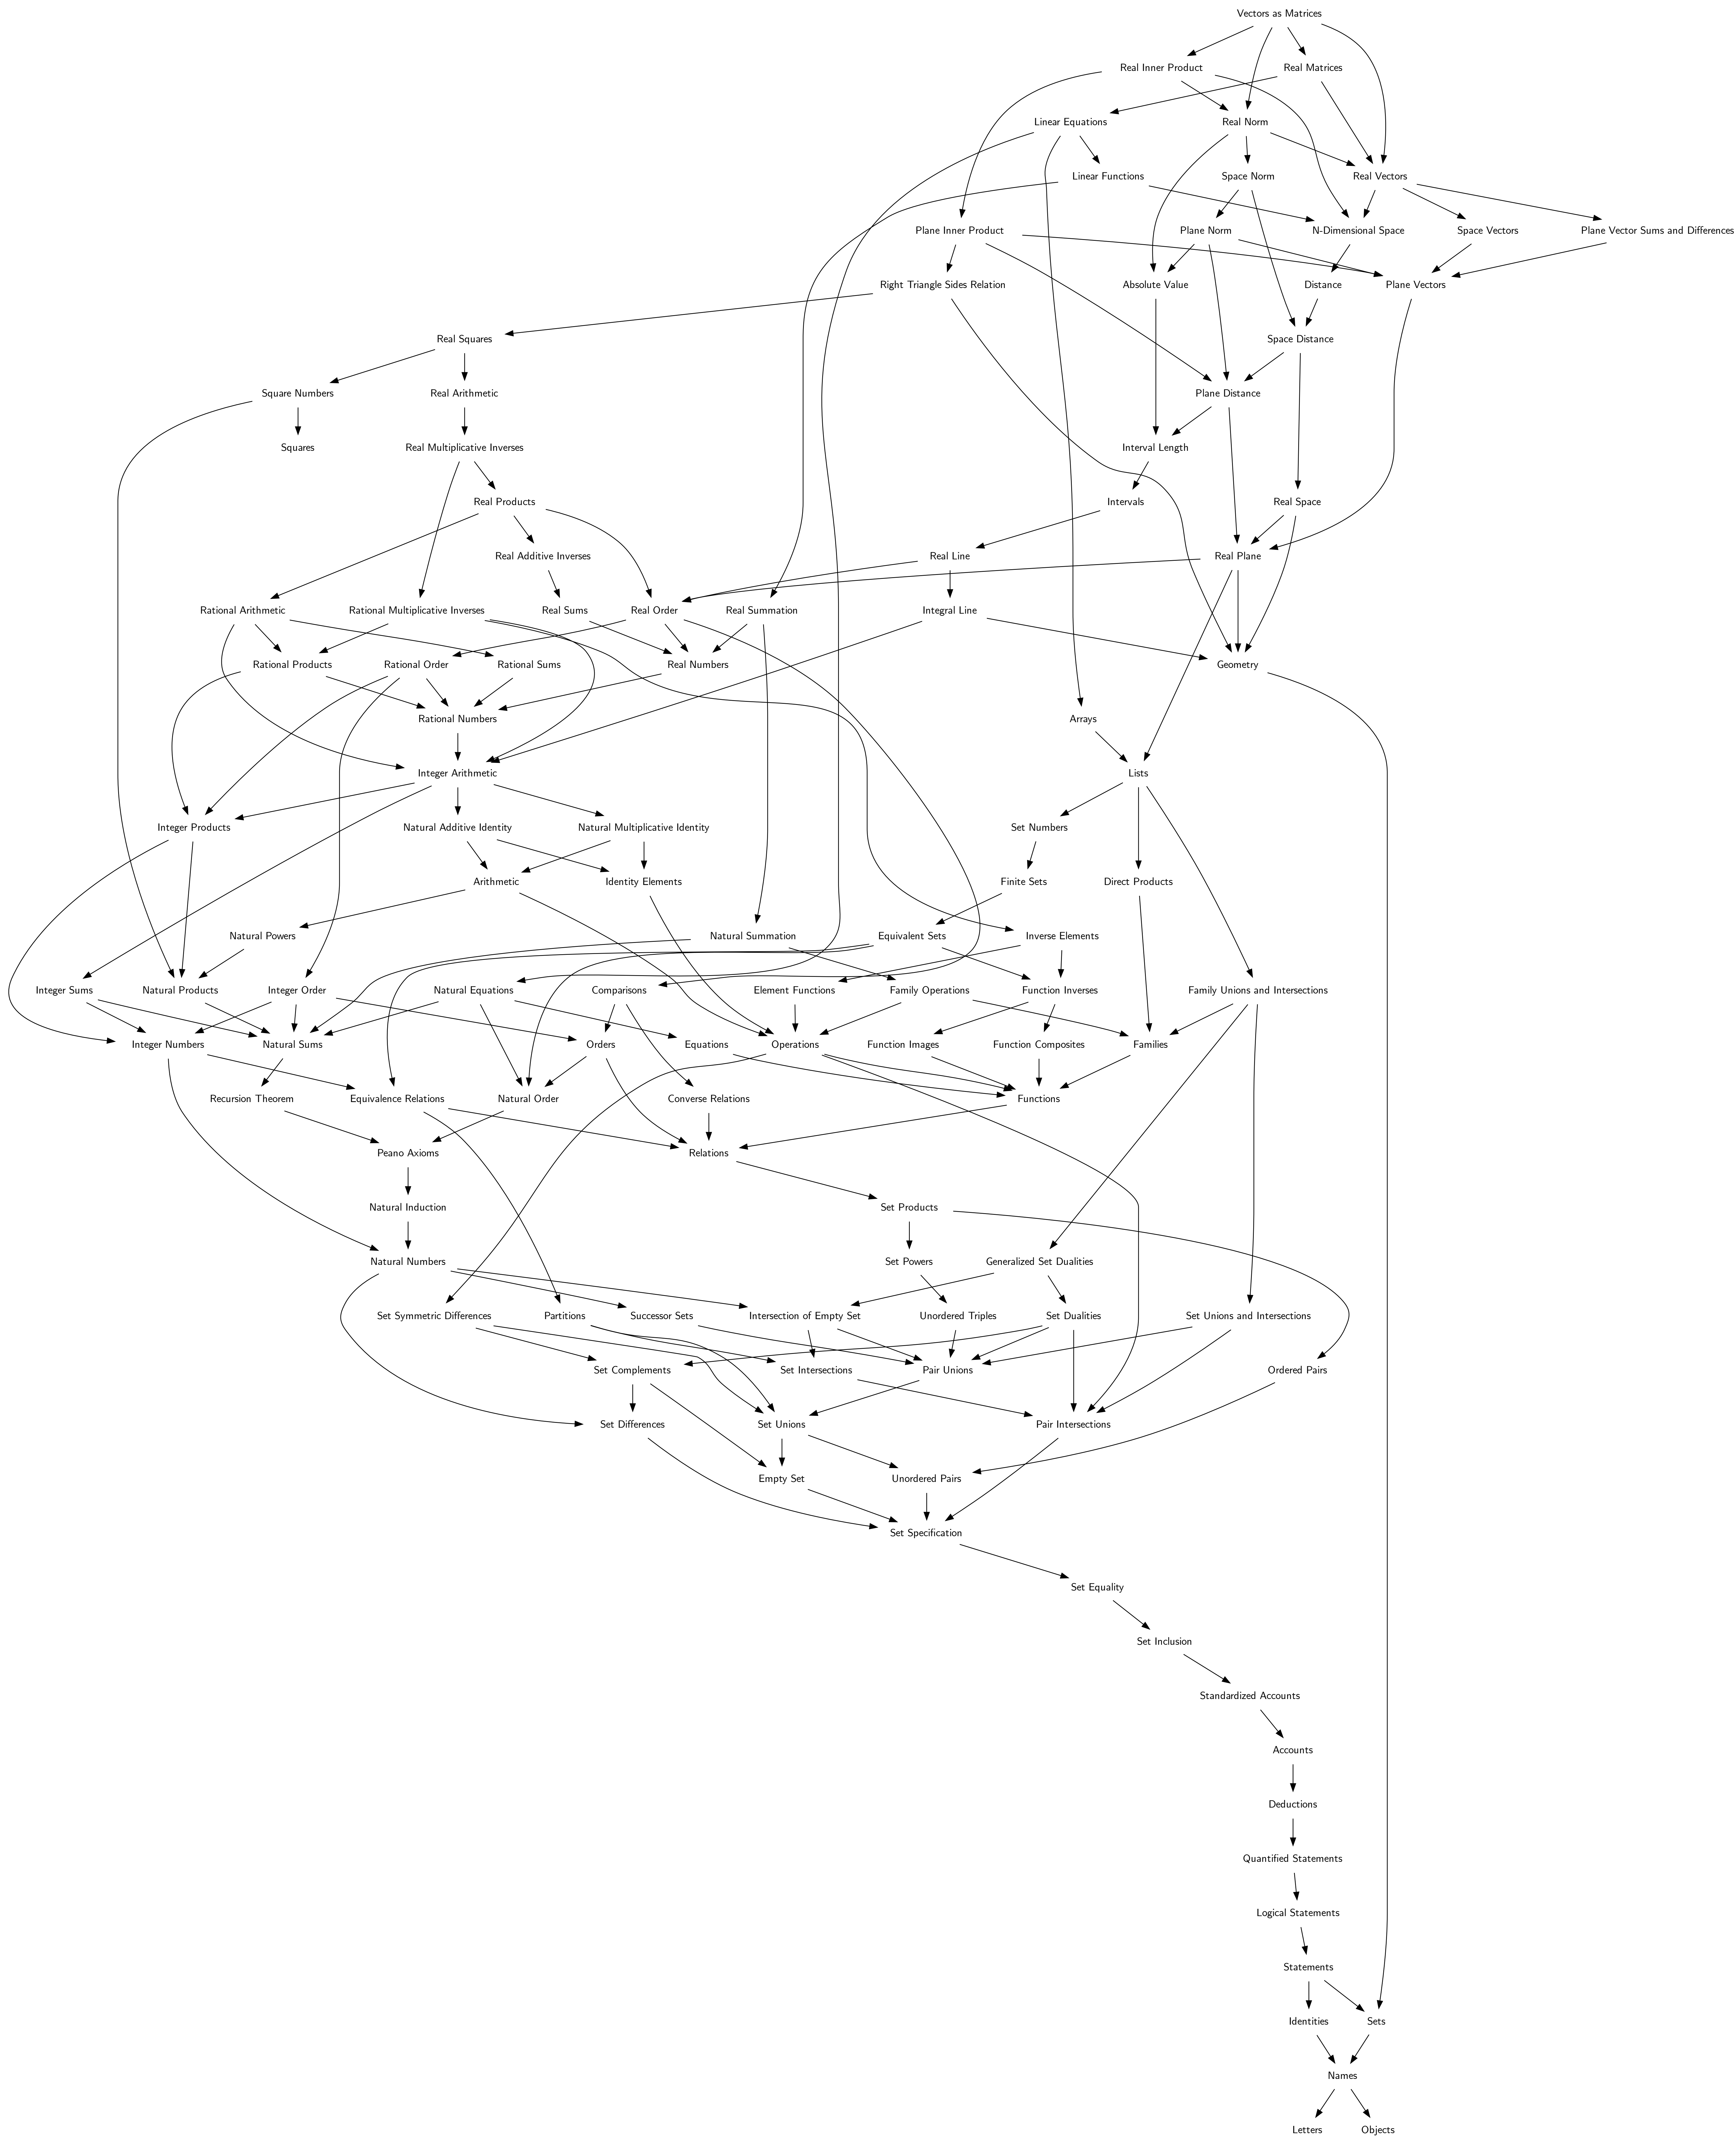 Vectors as Matrices
Real Inner Product
Real Matrices
Linear Equations
Real Norm
Linear Functions
Space Norm
Real Vectors
Plane Inner Product
Plane Norm
N-Dimensional Space
Space Vectors
Plane Vector Sums and Differences
Right Triangle Sides Relation
Absolute Value
Distance
Plane Vectors
Real Squares
Space Distance
Square Numbers
Real Arithmetic
Plane Distance
Squares
Real Multiplicative Inverses
Interval Length
Real Products
Intervals
Real Space
Real Additive Inverses
Real Line
Real Plane
Rational Arithmetic
Rational Multiplicative Inverses
Real Sums
Real Order
Real Summation
Integral Line
Rational Products
Rational Order
Rational Sums
Real Numbers
Geometry
Rational Numbers
Arrays
Integer Arithmetic
Lists
Integer Products
Natural Additive Identity
Natural Multiplicative Identity
Set Numbers
Arithmetic
Identity Elements
Finite Sets
Direct Products
Natural Powers
Natural Summation
Equivalent Sets
Inverse Elements
Integer Sums
Natural Products
Integer Order
Natural Equations
Comparisons
Element Functions
Family Operations
Function Inverses
Family Unions and Intersections
Integer Numbers
Natural Sums
Orders
Equations
Operations
Function Images
Function Composites
Families
Recursion Theorem
Equivalence Relations
Natural Order
Converse Relations
Functions
Peano Axioms
Relations
Natural Induction
Set Products
Natural Numbers
Set Powers
Generalized Set Dualities
Set Symmetric Differences
Partitions
Successor Sets
Intersection of Empty Set
Unordered Triples
Set Dualities
Set Unions and Intersections
Set Complements
Set Intersections
Pair Unions
Ordered Pairs
Set Differences
Set Unions
Pair Intersections
Empty Set
Unordered Pairs
Set Specification
Set Equality
Set Inclusion
Standardized Accounts
Accounts
Deductions
Quantified Statements
Logical Statements
Statements
Identities
Sets
Names
Letters
Objects